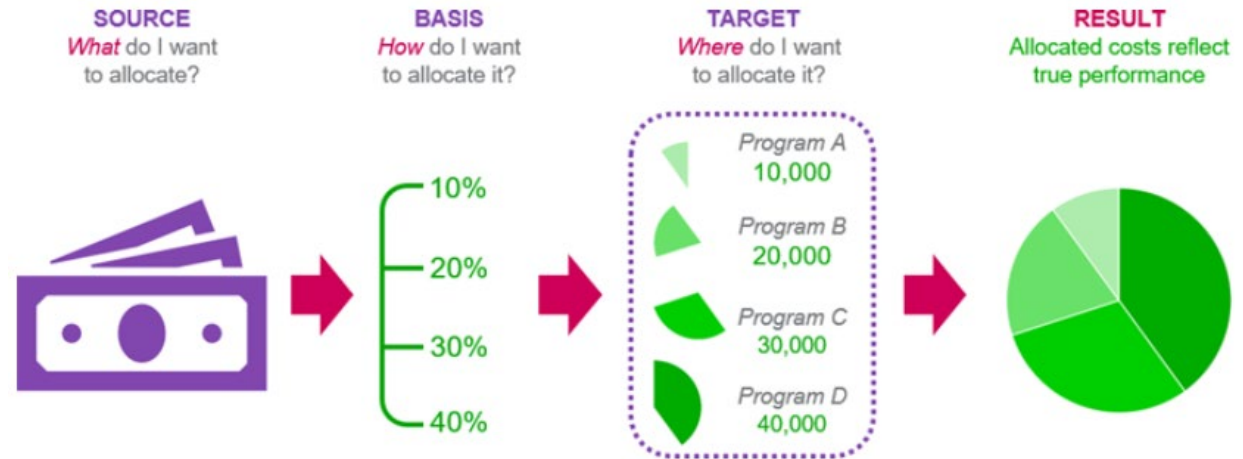 SOURCE
What do I want
to allocate?
BASIS
How do I want
to allocate it?
TARGET
Where do I want
to allocate it?
RESULT
Allocated costs reflect
true performance
10%
20%
30%
40%
Program A
10,000
Program B
20,000
Program C
30,000
Program D
40,000